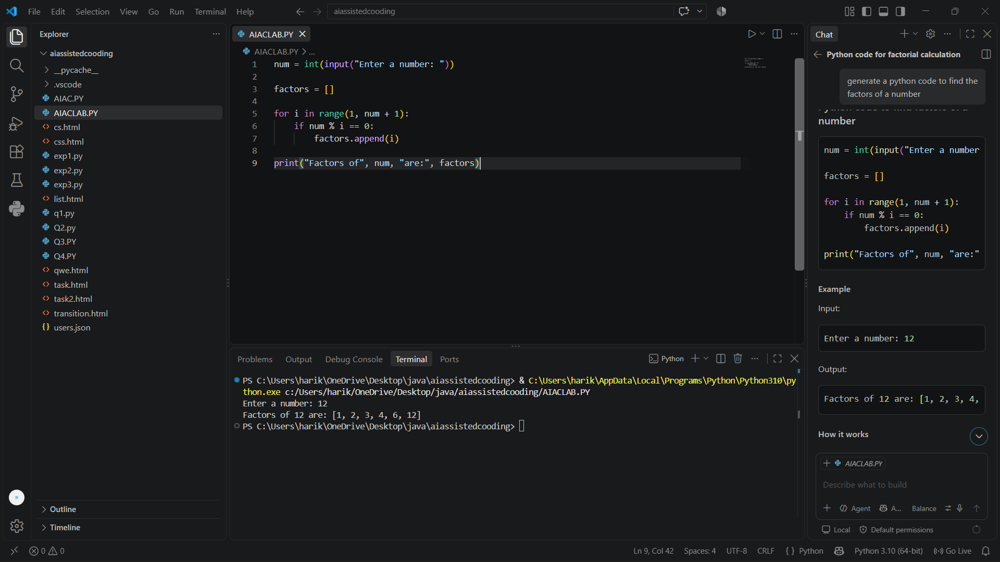 File Edit Selection View Go Run Terminal Help
aiassistedcooding
Explorer
aiassistedcooding
__pycache__
.vscode
AIAC.PY
AIACLAB.PY
cs.html
css.html
exp1.py
exp2.py
exp3.py
list.html
q1.py
Q2.py
Q3.PY
Q4.PY
qwe.html
task.html
task2.html
transition.html
users.json
Outline
Timeline
AIACLAB.PY
AIACLAB.PY > ...
1 num = int(input("Enter a number: "))
2
3 factors = []
4
5 for i in range(1, num + 1):
6     if num % i == 0:
7         factors.append(i)
8
9 print("Factors of", num, "are:", factors)
Problems Output Debug Console Terminal Ports
Python
PS C:\Users\harik\OneDrive\Desktop\java\aiassistedcooding> & C:\Users\harik\AppData\Local\Programs\Python\Python310\py
thon.exe c:/Users/harik/OneDrive/Desktop/java/aiassistedcooding/AIACLAB.PY
Enter a number: 12
Factors of 12 are: [1, 2, 3, 4, 6, 12]
PS C:\Users\harik\OneDrive\Desktop\java\aiassistedcooding>
Chat
Python code for factorial calculation
generate a python code to find the
factors of a number
Python code to find factors of a
number
num = int(input("Enter a number
factors = []
for i in range(1, num + 1):
    if num % i == 0:
        factors.append(i)
print("Factors of", num, "are:"
Example
Input:
Enter a number: 12
Output:
Factors of 12 are: [1, 2, 3, 4,
How it works
AIACLAB.PY
Describe what to build
Agent A... Balance
Local Default permissions
0 0
Ln 9, Col 42 Spaces: 4 UTF-8 CRLF { } Python Python 3.10 (64-bit) Go Live